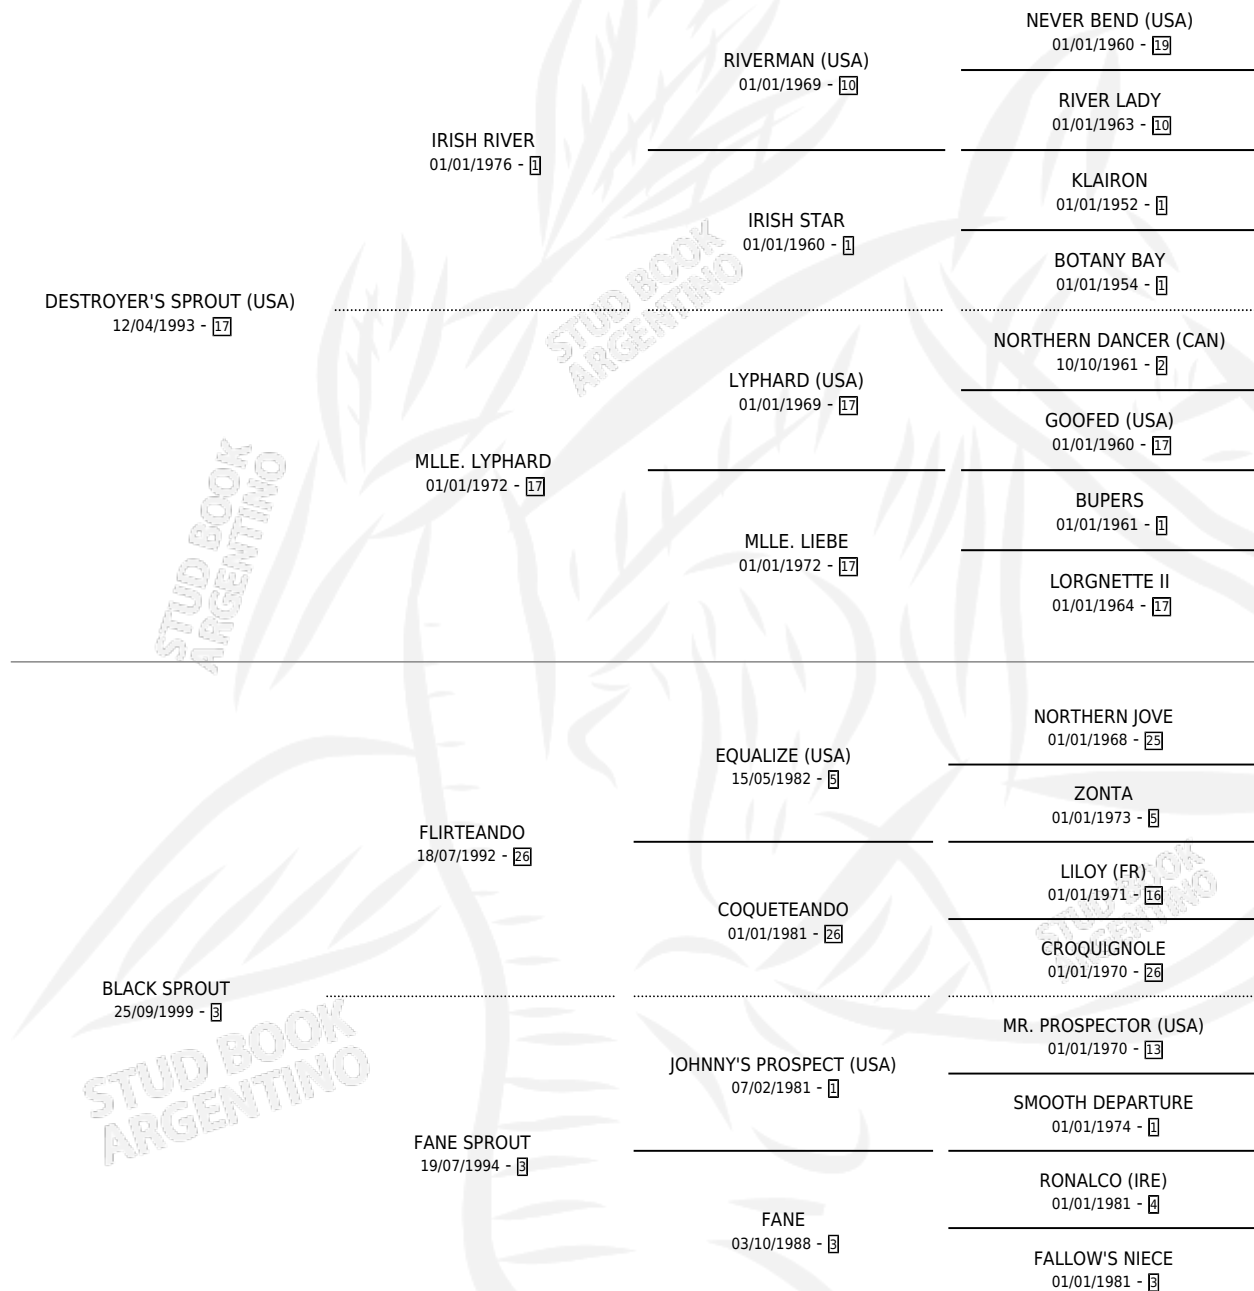 NEVER BEND (USA)
01/01/1960 - 19
RIVERMAN (USA)
01/01/1969 - 10
RIVER LADY
01/01/1963 - 10
IRISH RIVER
01/01/1976 - 1
KLAIRON
01/01/1952 - 1
IRISH STAR
01/01/1960 - 1
BOTANY BAY
01/01/1954 - 1
DESTROYER'S SPROUT (USA)
12/04/1993 - 17
NORTHERN DANCER (CAN)
10/10/1961 - 2
LYPHARD (USA)
01/01/1969 - 17
GOOFED (USA)
01/01/1960 - 17
MLLE. LYPHARD
01/01/1972 - 17
BUPERS
01/01/1961 - 1
MLLE. LIEBE
01/01/1972 - 17
LORGNETTE II
01/01/1964 - 17
NORTHERN JOVE
01/01/1968 - 25
EQUALIZE (USA)
15/05/1982 - 5
ZONTA
01/01/1973 - 5
FLIRTEANDO
18/07/1992 - 26
LILOY (FR)
01/01/1971 - 16
COQUETEANDO
01/01/1981 - 26
CROQUIGNOLE
01/01/1970 - 26
BLACK SPROUT
25/09/1999 - 3
MR. PROSPECTOR (USA)
01/01/1970 - 13
JOHNNY'S PROSPECT (USA)
07/02/1981 - 1
SMOOTH DEPARTURE
01/01/1974 - 1
FANE SPROUT
19/07/1994 - 3
RONALCO (IRE)
01/01/1981 - 4
FANE
03/10/1988 - 3
FALLOW'S NIECE
01/01/1981 - 3
STUD BOOK
ARGENTINO
STUD BOOK
ARGENTINO
STUD BOOK
ARGENTINO
STUD BOOK
ARGENTINO